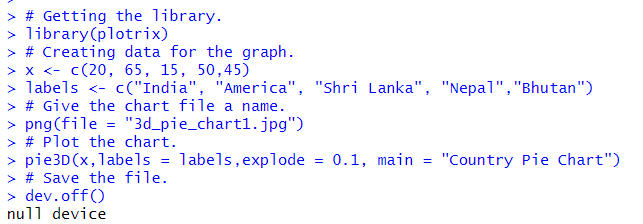 > # Getting the library.
> library(plotrix)
> # Creating data for the graph.
> x <- c(20, 65, 15, 50,45)
> labels <- c("India", "America", "Shri Lanka", "Nepal","Bhutan")
> # Give the chart file a name.
> png(file = "3d_pie_chart1.jpg")
> # Plot the chart.
> pie3D(x,labels = labels,explode = 0.1, main = "Country Pie Chart")
> # Save the file.
> dev.off()
null device